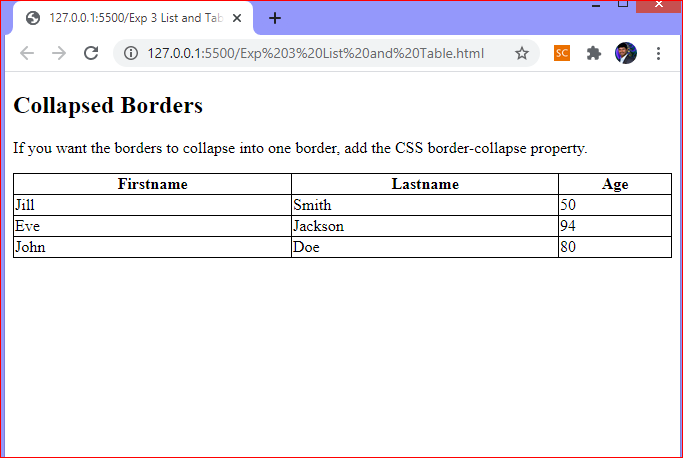 127.0.0.1:5500/Exp 3 List and Tab
127.0.0.1:5500/Exp%203%20List%20and%20Table.html
SC
Collapsed Borders
If you want the borders to collapse into one border, add the CSS border-collapse property.
Firstname Lastname Age
Jill Smith 50
Eve Jackson 94
John Doe 80